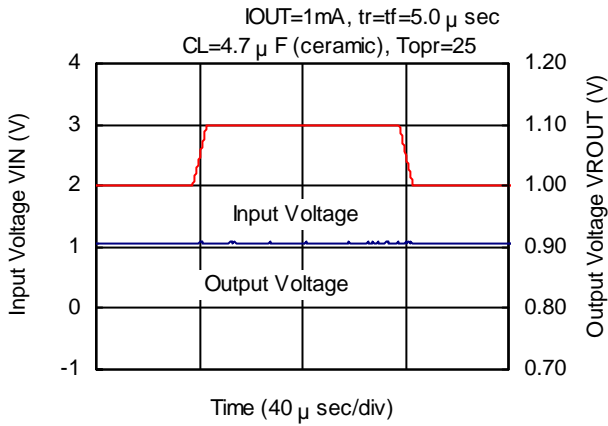 IOUT=1mA, tr=tf=5.0 μ sec
CL=4.7 μ F (ceramic), Topr=25
4
3
2
1
0
-1
Input Voltage VIN (V)
Input Voltage
Output Voltage
1.20
1.10
1.00
0.90
0.80
0.70
Output Voltage VROUT (V)
Time (40 μ sec/div)